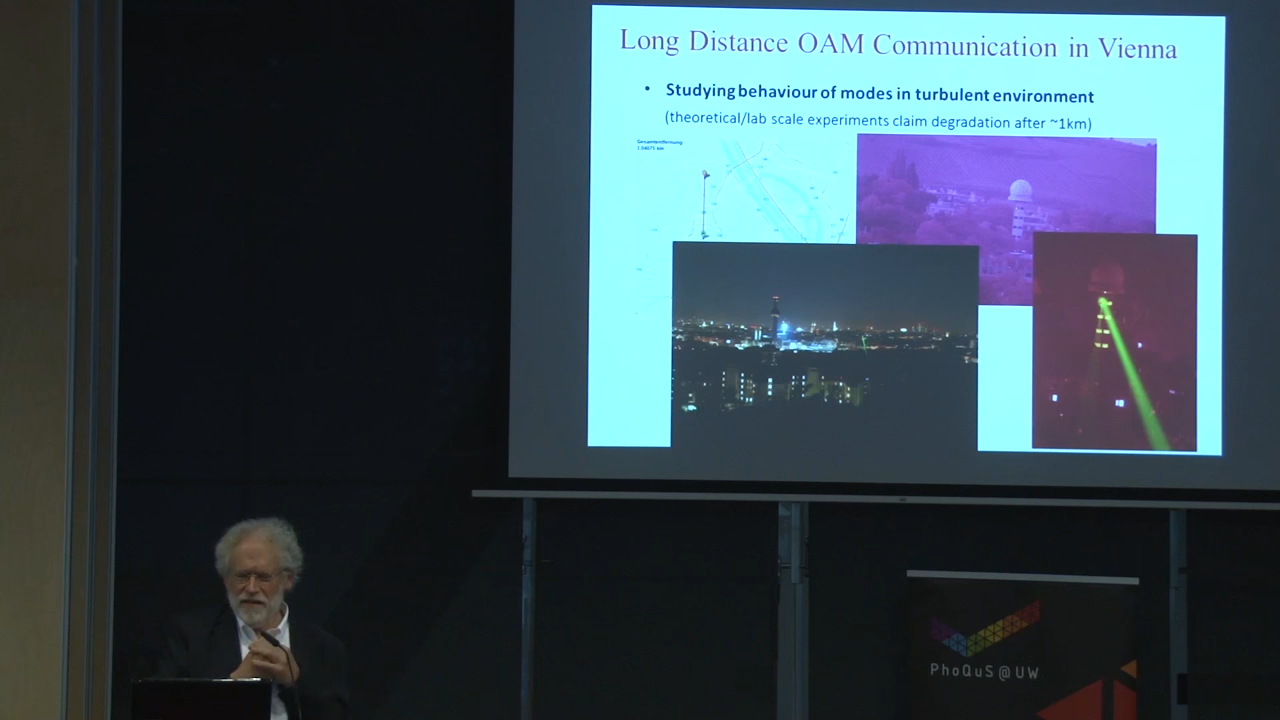 Long Distance OAM Communication in Vienna
• Studying behaviour of modes in turbulent environment
(theoretical/lab scale experiments claim degradation after ~1km)
Gesamtentfernung
PhoQuS@UW